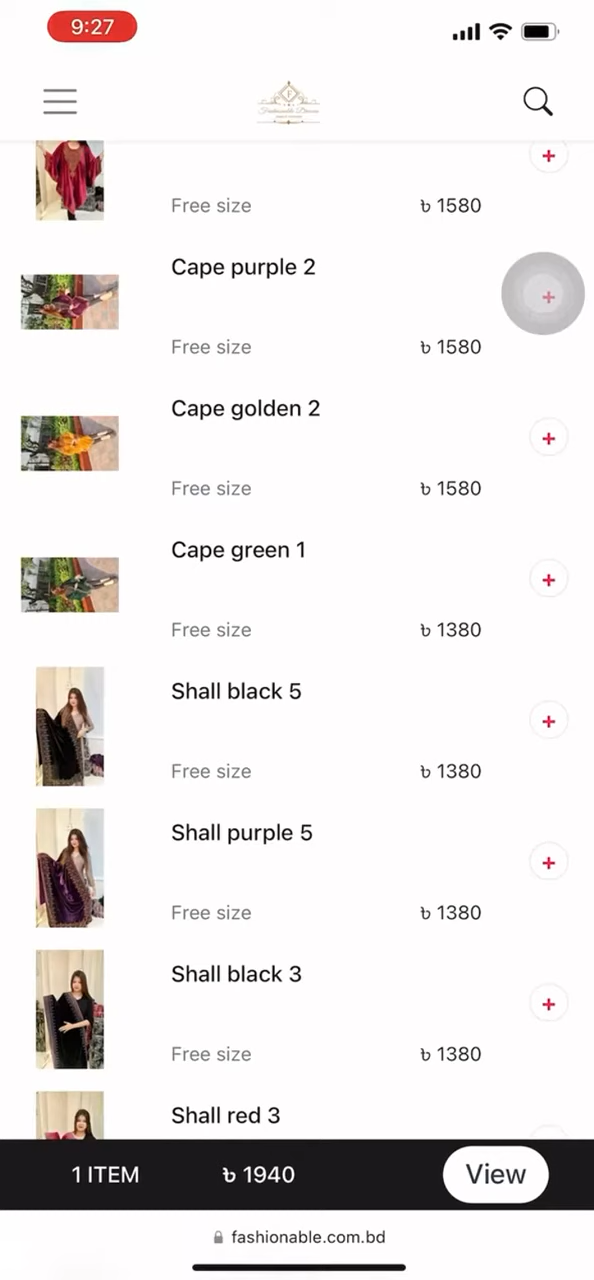 9:27
Free size ৳ 1580
Cape purple 2
+
Free size ৳ 1580
Cape golden 2
+
Free size ৳ 1580
Cape green 1
+
Free size ৳ 1380
Shall black 5
+
Free size ৳ 1380
Shall purple 5
+
Free size ৳ 1380
Shall black 3
+
Free size ৳ 1380
Shall red 3
1 ITEM ৳ 1940 View
fashionable.com.bd